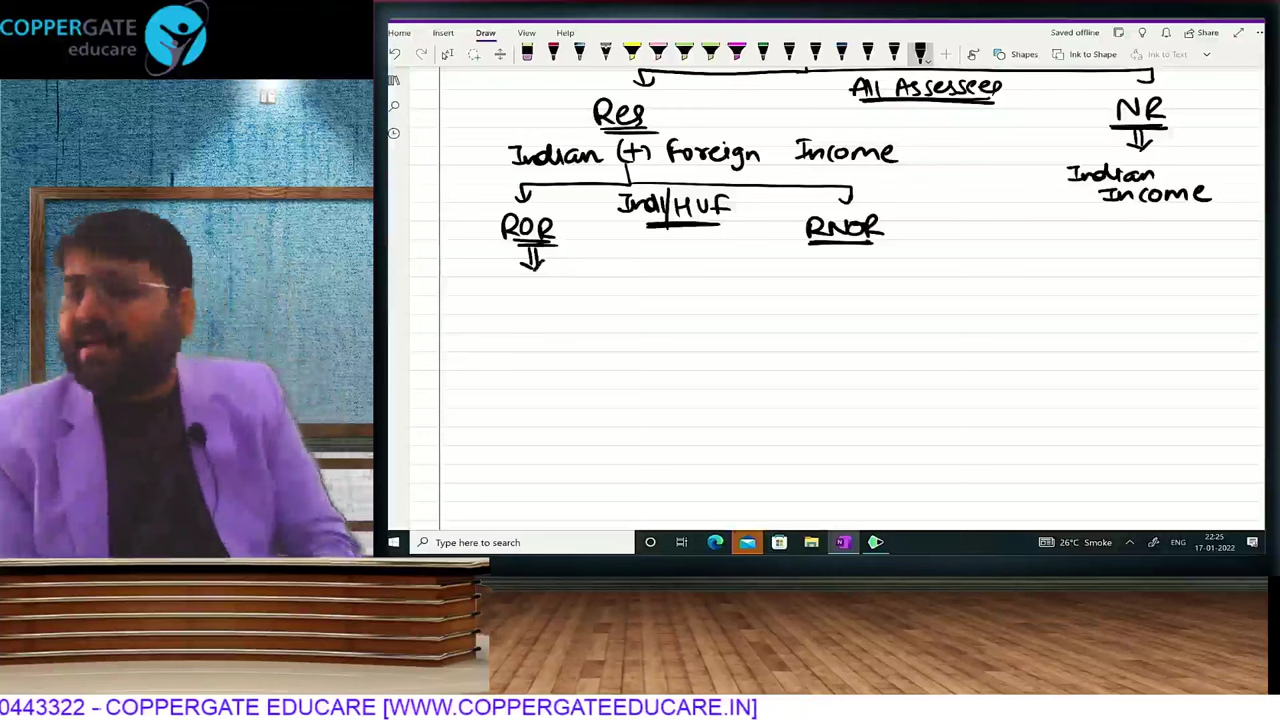 COPPERGATE
educare
Home Insert Draw View Help
Saved offline
Share
Shapes
Ink to Shape
Ink to Text
All Assessees
Res
NR
Indian (+) Foreign Income
Indian
Income
Indi/HUF
ROR
RNOR
Type here to search
26°C Smoke
ENG
22:25
17-01-2022
0443322 - COPPERGATE EDUCARE [WWW.COPPERGATEEDUCARE.IN]